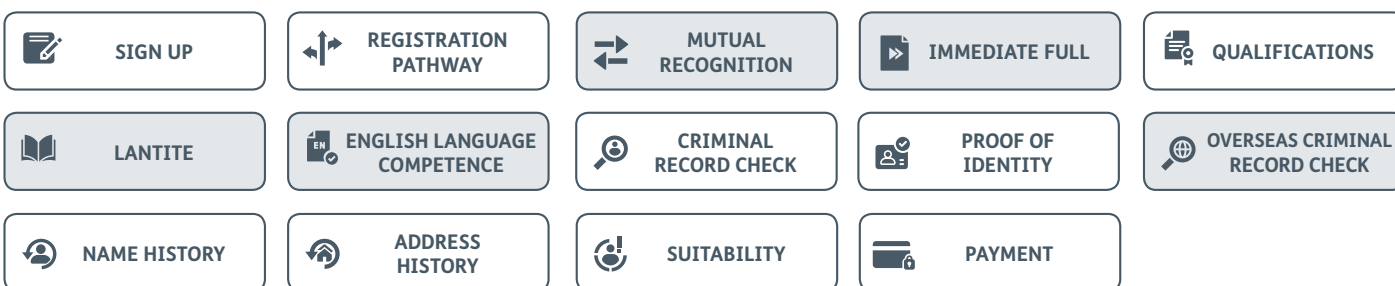 SIGN UP
REGISTRATION
PATHWAY
MUTUAL
RECOGNITION
IMMEDIATE FULL
QUALIFICATIONS
LANTITE
EN
ENGLISH LANGUAGE
COMPETENCE
CRIMINAL
RECORD CHECK
PROOF OF
IDENTITY
OVERSEAS CRIMINAL
RECORD CHECK
NAME HISTORY
ADDRESS
HISTORY
SUITABILITY
PAYMENT